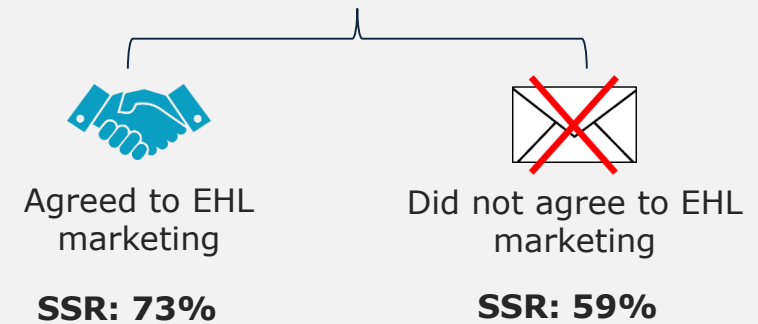 Agreed to EHL
marketing
SSR: 73%
Did not agree to EHL
marketing
SSR: 59%